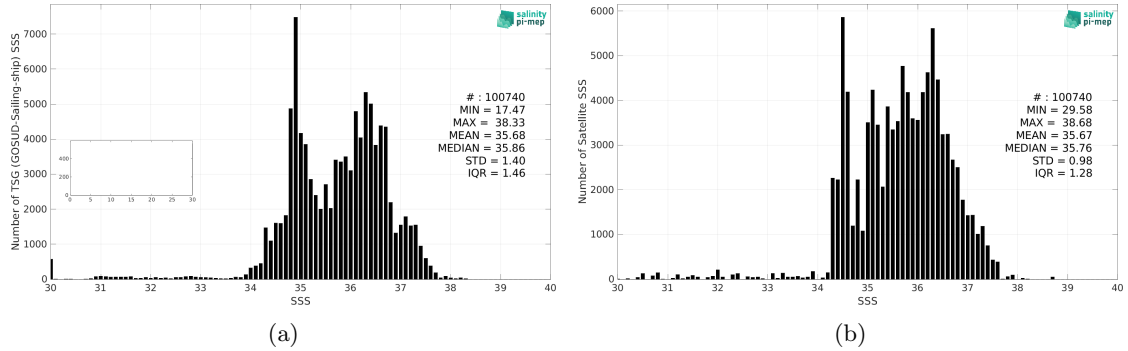 salinity
pi-mep
7000
6000
5000
4000
3000
2000
1000
0
Number of TSG (GOSUD-Sailing-ship) SSS
# : 100740
MIN = 17.47
MAX = 38.33
MEAN = 35.68
MEDIAN = 35.86
STD = 1.40
IQR = 1.46
400
200
0
0 5 10 15 20 25 30
30 31 32 33 34 35 36 37 38 39 40
SSS
(a)
salinity
pi-mep
6000
5000
4000
3000
2000
1000
0
Number of Satellite SSS
# : 100740
MIN = 29.58
MAX = 38.68
MEAN = 35.67
MEDIAN = 35.76
STD = 0.98
IQR = 1.28
30 31 32 33 34 35 36 37 38 39 40
SSS
(b)